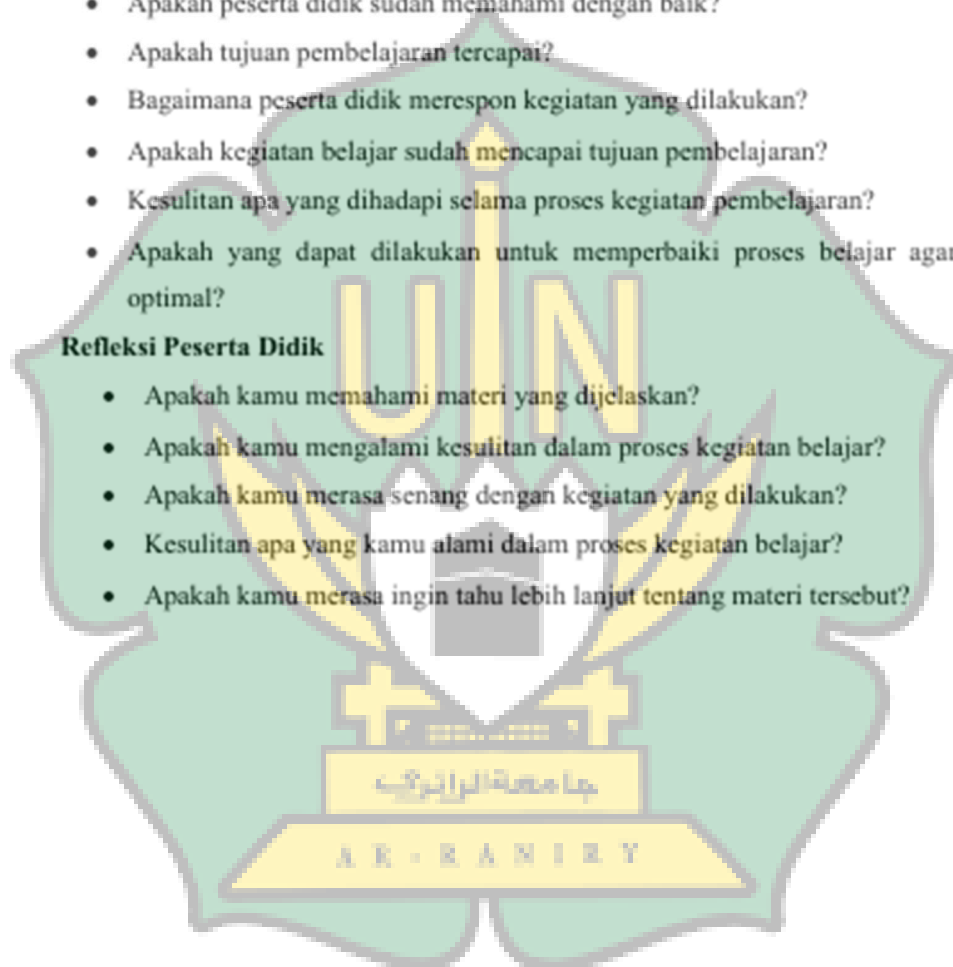 • Apakah peserta didik sudah memahami dengan baik?
• Apakah tujuan pembelajaran tercapai?
• Bagaimana peserta didik merespon kegiatan yang dilakukan?
• Apakah kegiatan belajar sudah mencapai tujuan pembelajaran?
• Kesulitan apa yang dihadapi selama proses kegiatan pembelajaran?
• Apakah yang dapat dilakukan untuk memperbaiki proses belajar agar
optimal?
Refleksi Peserta Didik
• Apakah kamu memahami materi yang dijelaskan?
• Apakah kamu mengalami kesulitan dalam proses kegiatan belajar?
• Apakah kamu merasa senang dengan kegiatan yang dilakukan?
• Kesulitan apa yang kamu alami dalam proses kegiatan belajar?
• Apakah kamu merasa ingin tahu lebih lanjut tentang materi tersebut?
UIN
جامعة الرانري
AR-RANIRY